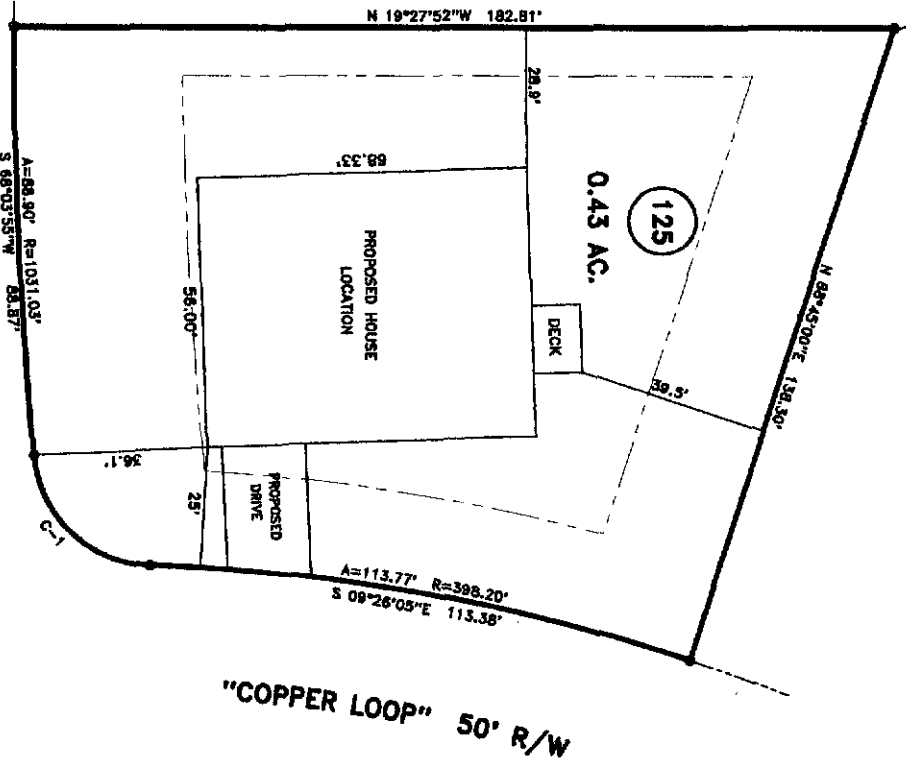 N 19°27'52"W 182.81'
28.9'
68.33'
125
0.43 AC.
N 88°45'00"E 138.30'
A=88.90' R=1031.03'
S 68°03'55"W 88.87'
PROPOSED HOUSE
LOCATION
DECK
56.00'
39.5'
36.1'
25'
PROPOSED
DRIVE
C-1
A=113.77' R=398.20'
S 09°26'05"E 113.38'
"COPPER LOOP" 50' R/W